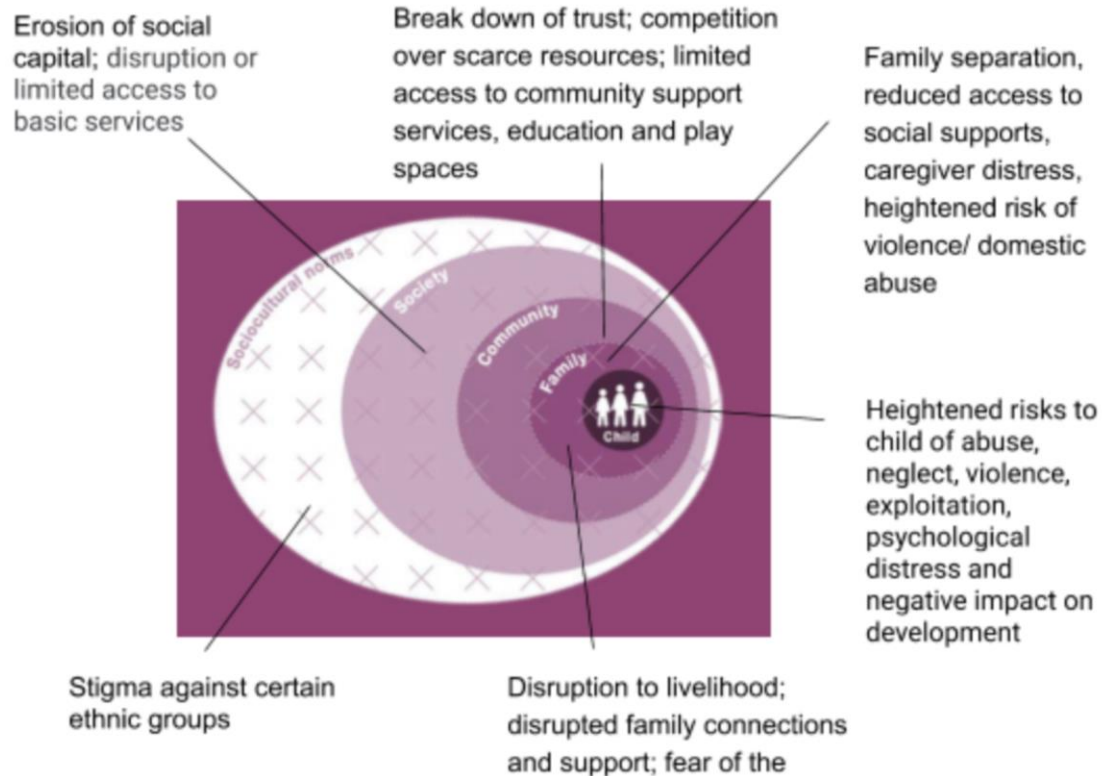 Erosion of social
capital; disruption or
limited access to
basic services
Break down of trust; competition
over scarce resources; limited
access to community support
services, education and play
spaces
Family separation,
reduced access to
social supports,
caregiver distress,
heightened risk of
violence/ domestic
abuse
Sociocultural norms
Society
Community
Family
Child
Heightened risks to
child of abuse,
neglect, violence,
exploitation,
psychological
distress and
negative impact on
development
Stigma against certain
ethnic groups
Disruption to livelihood;
disrupted family connections
and support; fear of the